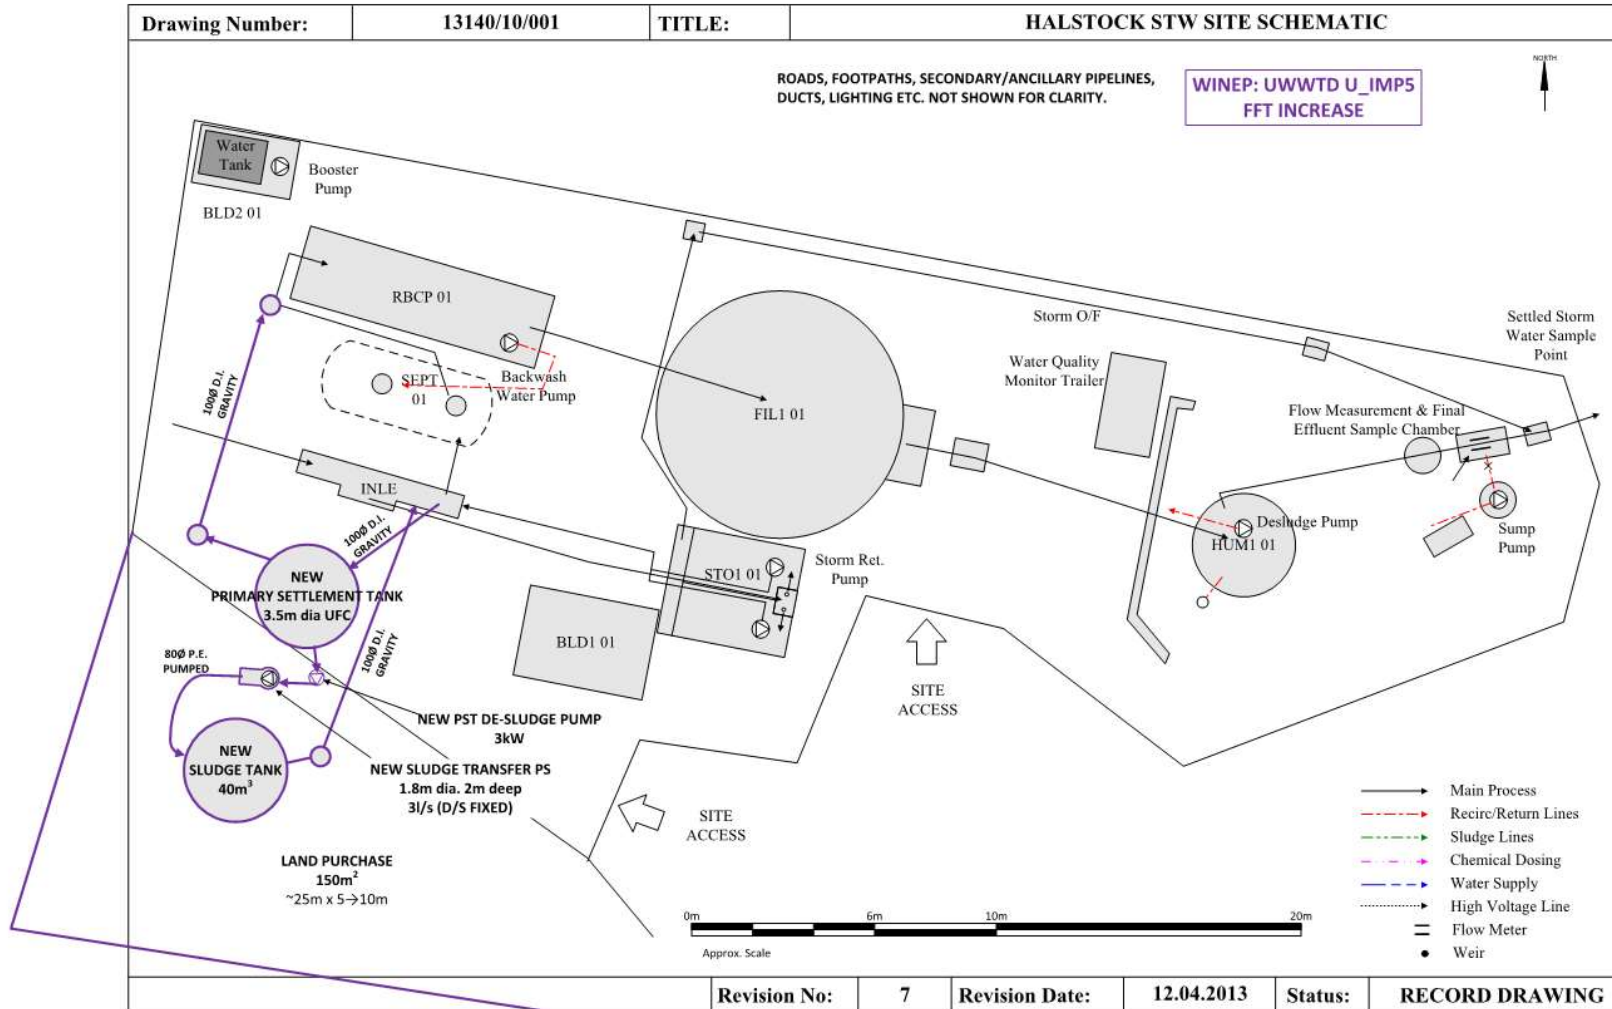 Drawing Number:
13140/10/001
TITLE:
HALSTOCK STW SITE SCHEMATIC
ROADS, FOOTPATHS, SECONDARY/ANCILLARY PIPELINES,
DUCTS, LIGHTING ETC. NOT SHOWN FOR CLARITY.
WINEP: UWWTD U_IMP5
FFT INCREASE
NORTH
Water
Tank
Booster
Pump
BLD2 01
RBCP 01
Storm O/F
Settled Storm
Water Sample
Point
Water Quality
Monitor Trailer
SEPT
01
Backwash
Water Pump
100Ø D.I.
GRAVITY
FIL1 01
Flow Measurement & Final
Effluent Sample Chamber
INLE
100Ø D.I.
GRAVITY
Desludge Pump
HUM1 01
Sump
Pump
STO1 01
Storm Ret.
Pump
NEW
PRIMARY SETTLEMENT TANK
3.5m dia UFC
BLD1 01
100Ø D.I.
GRAVITY
80Ø P.E.
PUMPED
SITE
ACCESS
NEW PST DE-SLUDGE PUMP
3kW
NEW
SLUDGE TANK
40m³
NEW SLUDGE TRANSFER PS
1.8m dia. 2m deep
3l/s (D/S FIXED)
SITE
ACCESS
LAND PURCHASE
150m²
~25m x 5→10m
Main Process
Recirc/Return Lines
Sludge Lines
Chemical Dosing
Water Supply
High Voltage Line
Flow Meter
Weir
0m
6m
10m
20m
Approx. Scale
Revision No:
7
Revision Date:
12.04.2013
Status:
RECORD DRAWING